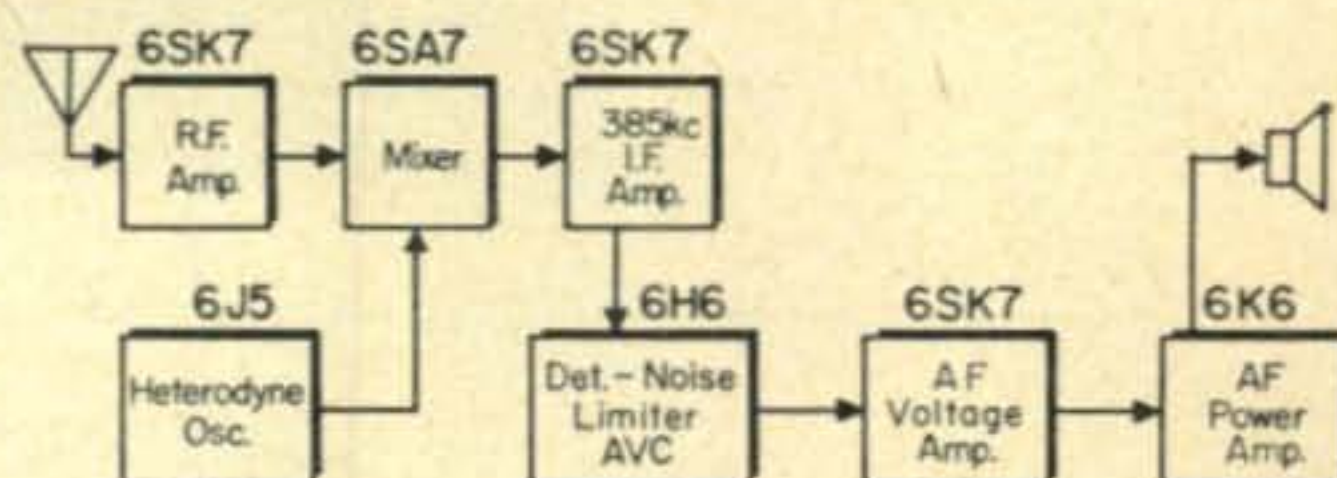 6SK7
R.F.
Amp.
6SA7
Mixer
6SK7
385kc
I.F.
Amp.
6J5
Heterodyne
Osc.
6H6
Det.-Noise
Limiter
AVC
6SK7
AF
Voltage
Amp.
6K6
AF
Power
Amp.